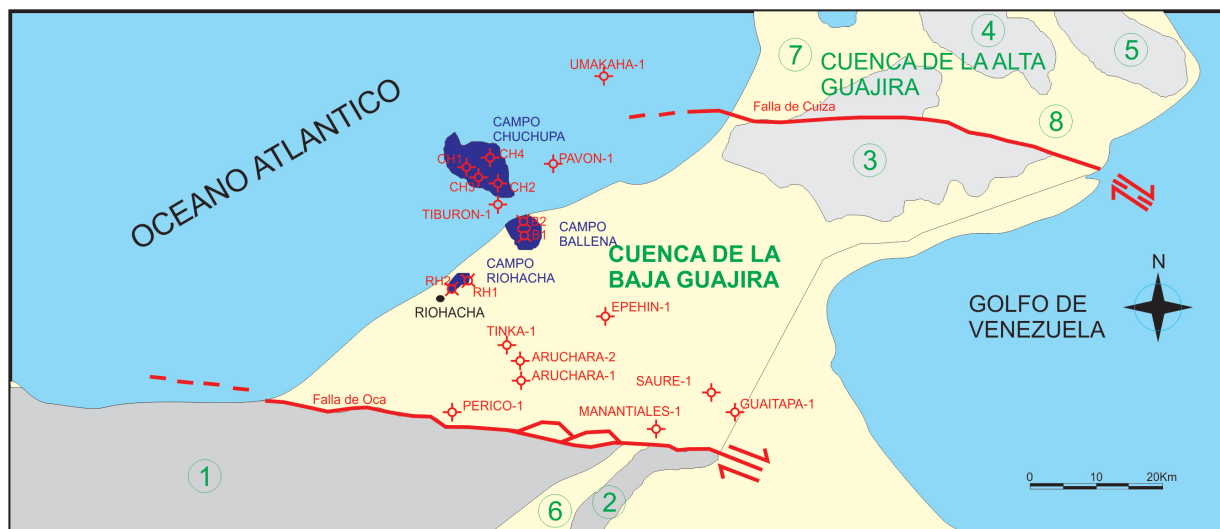 UMAKAHA-1
7
4
5
CUENCA DE LA ALTA
GUAJIRA
Falla de Cuiza
8
3
OCEANO ATLANTICO
CAMPO
CHUCHUPA
CH1
CH4
CH3
CH2
PAVON-1
TIBURON-1
B2
B1
CAMPO
BALLENA
CUENCA DE LA
BAJA GUAJIRA
CAMPO
RIOHACHA
RH2
RH1
RIOHACHA
EPEHIN-1
N
GOLFO DE
VENEZUELA
TINKA-1
ARUCHARA-2
ARUCHARA-1
SAURE-1
Falla de Oca
PERICO-1
MANANTIALES-1
GUAITAPA-1
1
6
2
0 10 20Km